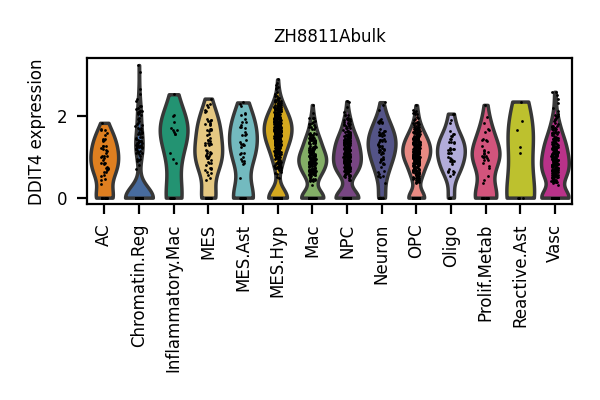 ZH8811Abulk
DDIT4 expression
2
0
AC
Chromatin.Reg
Inflammatory.Mac
MES
MES.Ast
MES.Hyp
Mac
NPC
Neuron
OPC
Oligo
Prolif.Metab
Reactive.Ast
Vasc